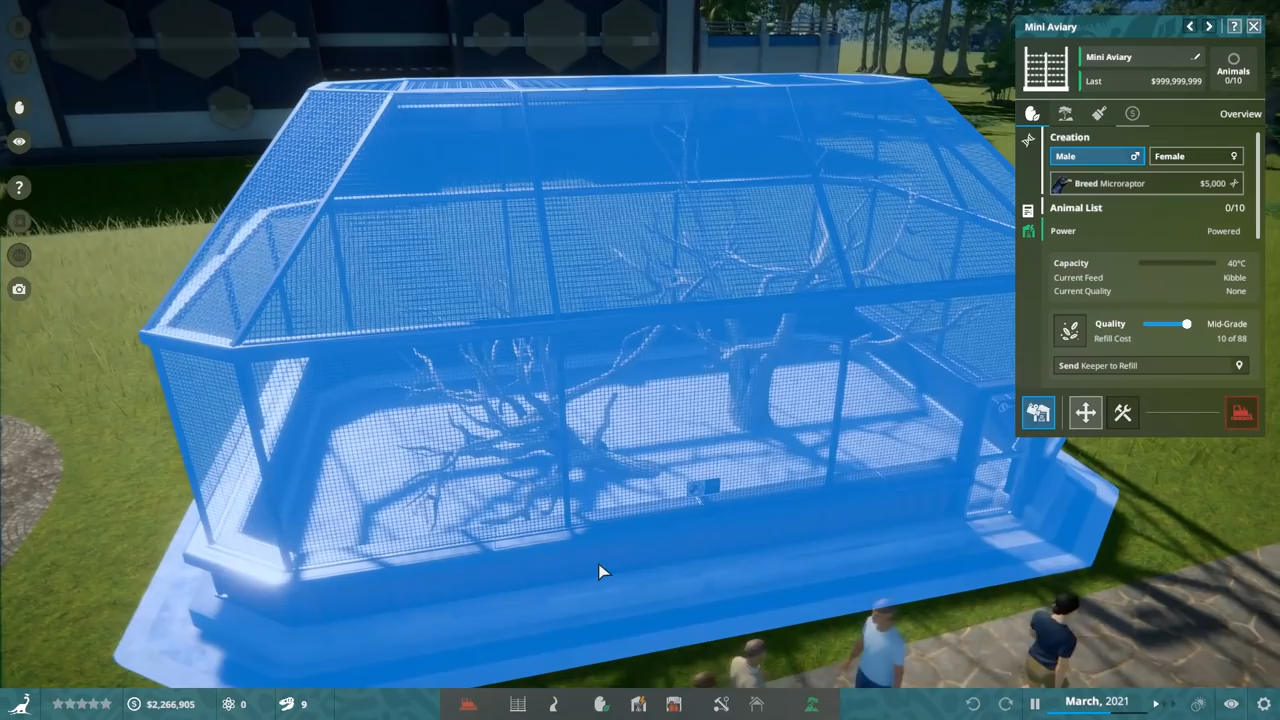 Mini Aviary
?
Mini Aviary
Last $999,999,999
Animals
0/10
Overview
Creation
Male
Female
Breed Microraptor $5,000
Animal List 0/10
Power Powered
Capacity 40°C
Current Feed Kibble
Current Quality None
Quality Mid-Grade
Refill Cost 10 of 88
Send Keeper to Refill
?
$2,266,905
0
9
March, 2021